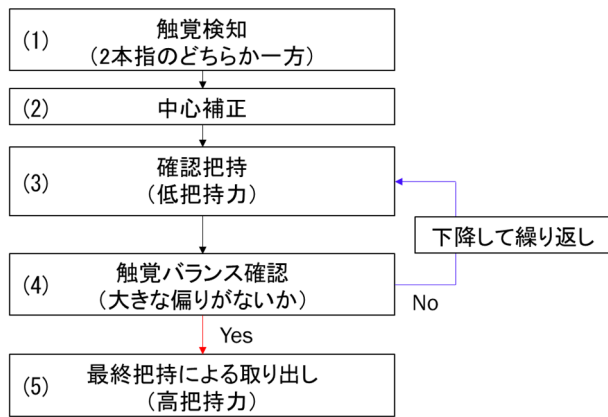 (1) 触覚検知
(2本指のどちらか一方)
(2) 中心補正
(3) 確認把持
(低把持力)
下降して繰り返し
(4) 触覚バランス確認
(大きな偏りがないか)
No
Yes
(5) 最終把持による取り出し
(高把持力)